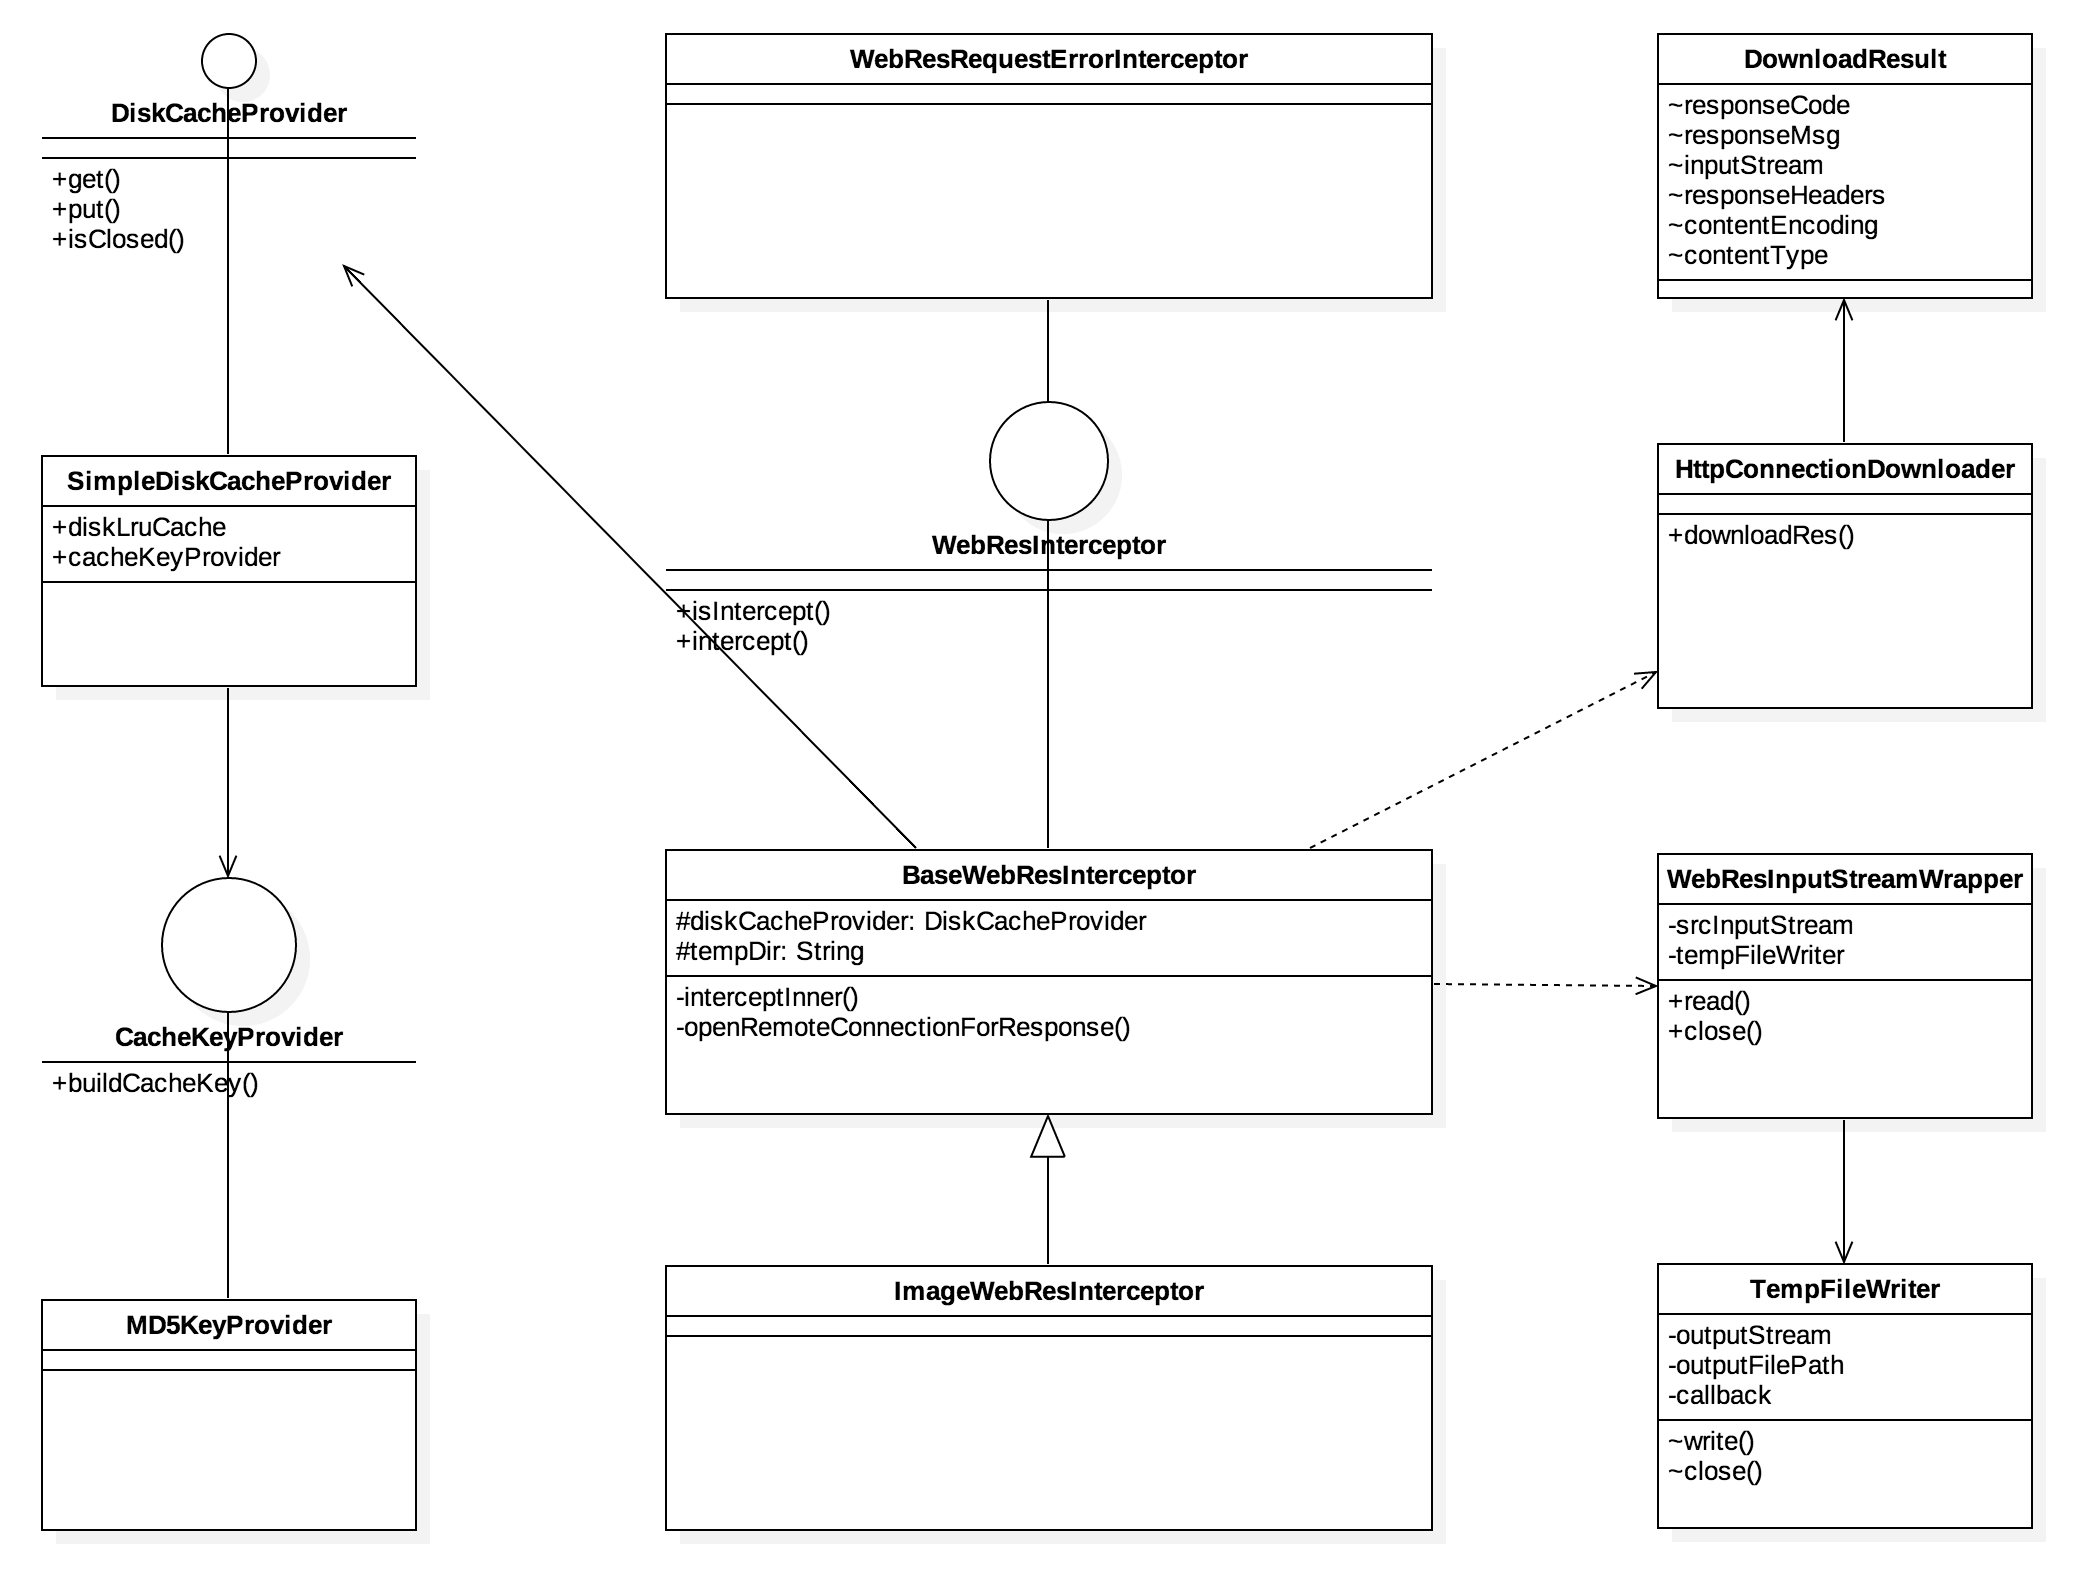 DiskCacheProvider
+get()
+put()
+isClosed()
SimpleDiskCacheProvider
+diskLruCache
+cacheKeyProvider
CacheKeyProvider
+buildCacheKey()
MD5KeyProvider
WebResRequestErrorInterceptor
WebResInterceptor
+isIntercept()
+intercept()
BaseWebResInterceptor
#diskCacheProvider: DiskCacheProvider
#tempDir: String
-interceptInner()
-openRemoteConnectionForResponse()
ImageWebResInterceptor
DownloadResult
~responseCode
~responseMsg
~inputStream
~responseHeaders
~contentEncoding
~contentType
HttpConnectionDownloader
+downloadRes()
WebResInputStreamWrapper
-srcInputStream
-tempFileWriter
+read()
+close()
TempFileWriter
-outputStream
-outputFilePath
-callback
~write()
~close()